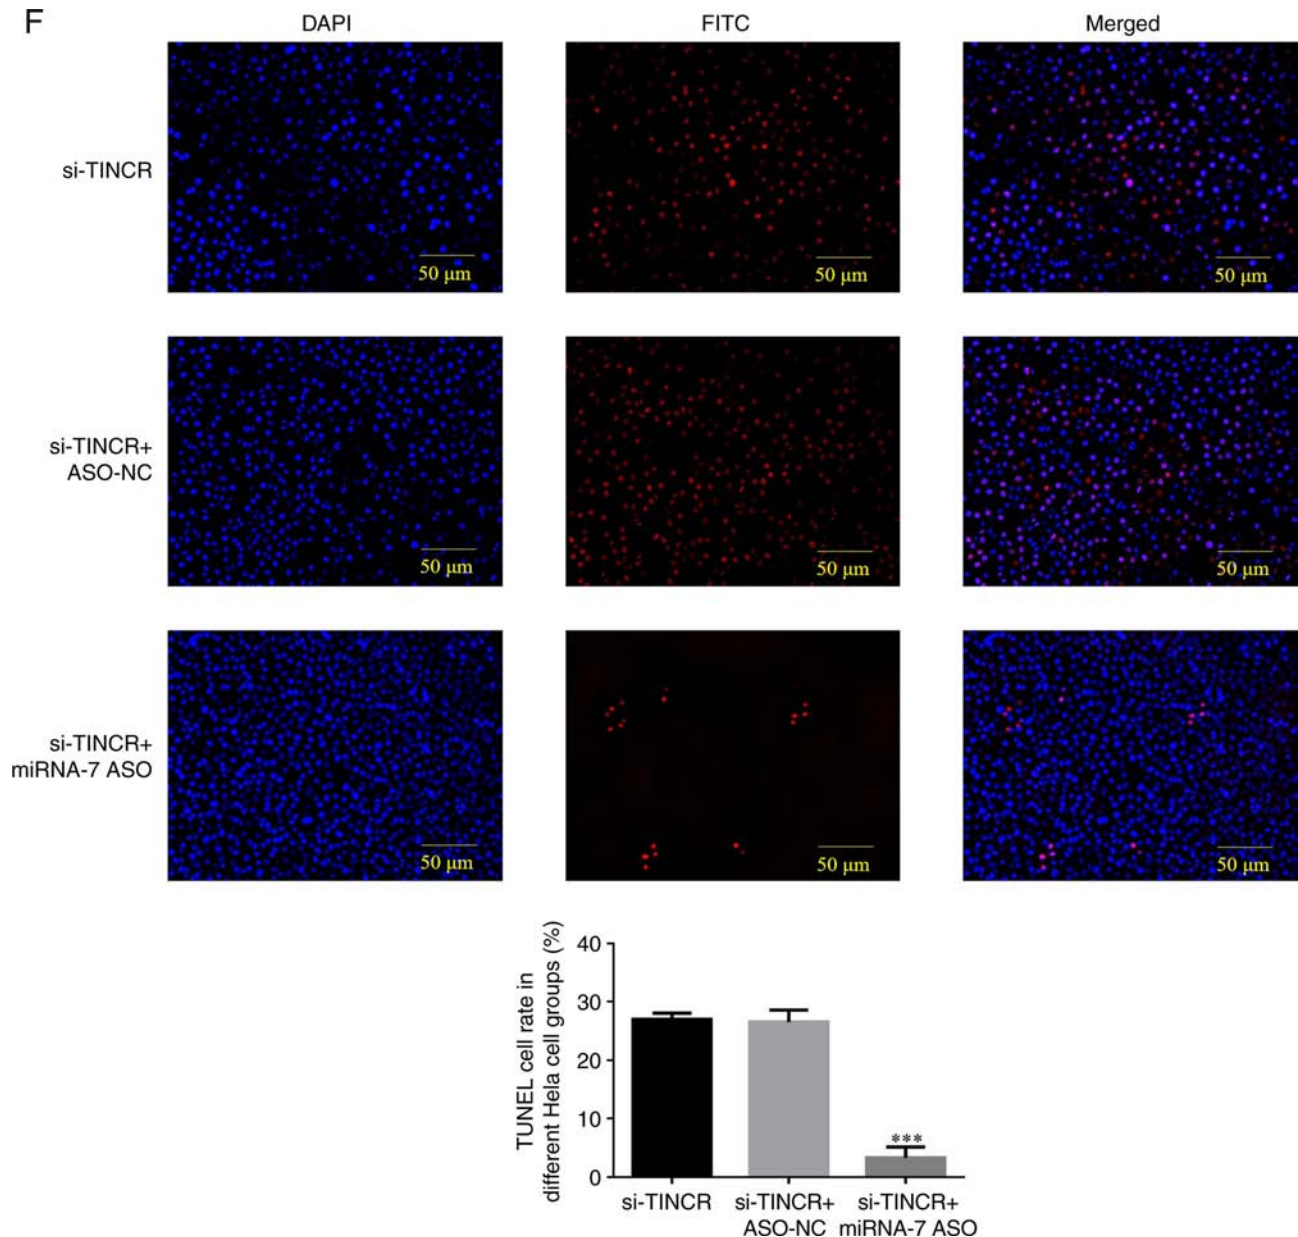 F
DAPI
FITC
Merged
si-TINCR
50 μm
50 μm
50 μm
si-TINCR+
ASO-NC
50 μm
50 μm
50 μm
si-TINCR+
miRNA-7 ASO
50 μm
50 μm
50 μm
TUNEL cell rate in
different Hela cell groups (%)
40
30
20
10
0
***
si-TINCR
si-TINCR+
ASO-NC
si-TINCR+
miRNA-7 ASO